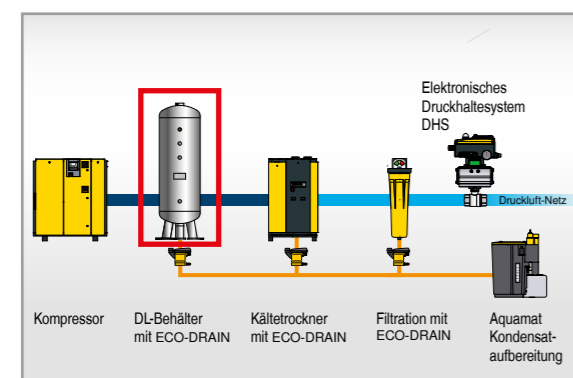 Elektronisches
Druckhaltesystem
DHS
Druckluft-Netz
Kompressor
DL-Behälter
mit ECO-DRAIN
Kältetrockner
mit ECO-DRAIN
Filtration mit
ECO-DRAIN
Aquamat
Kondensat-
aufbereitung